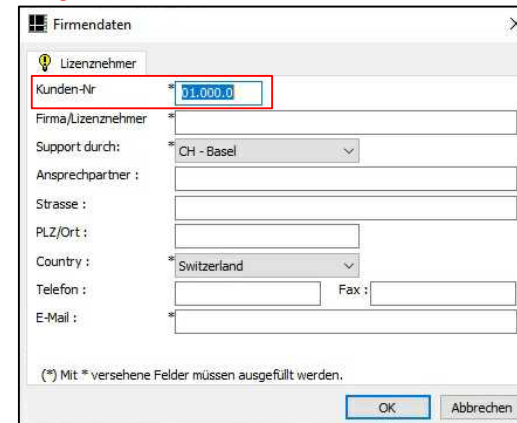 Firmendaten
Lizenznehmer
Kunden-Nr * 01.000.0
Firma/Lizenznehmer *
Support durch: * CH - Basel
Ansprechpartner :
Strasse :
PLZ/Ort :
Country : * Switzerland
Telefon : Fax :
E-Mail : *
(*) Mit * versehene Felder müssen ausgefüllt werden.
OK Abbrechen